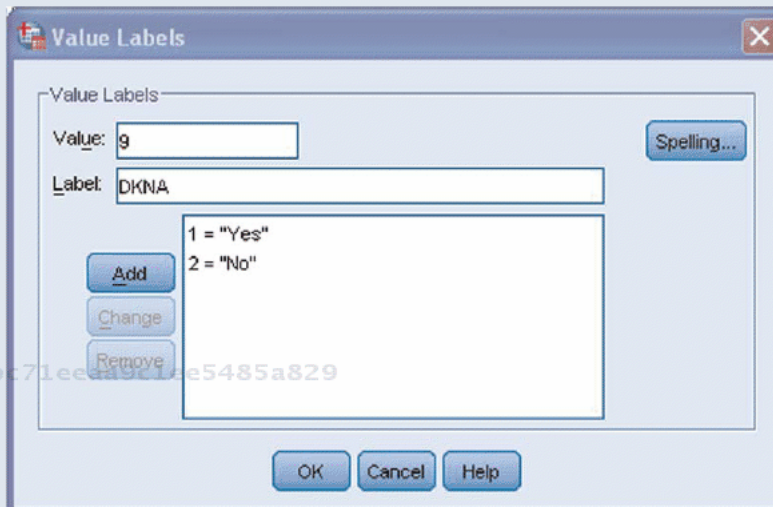 Value Labels
Value Labels
Value: 9
Spelling...
Label: DKNA
1 = "Yes"
2 = "No"
Add
Change
Remove
c71eeaa9c1ee5485a829
OK Cancel Help